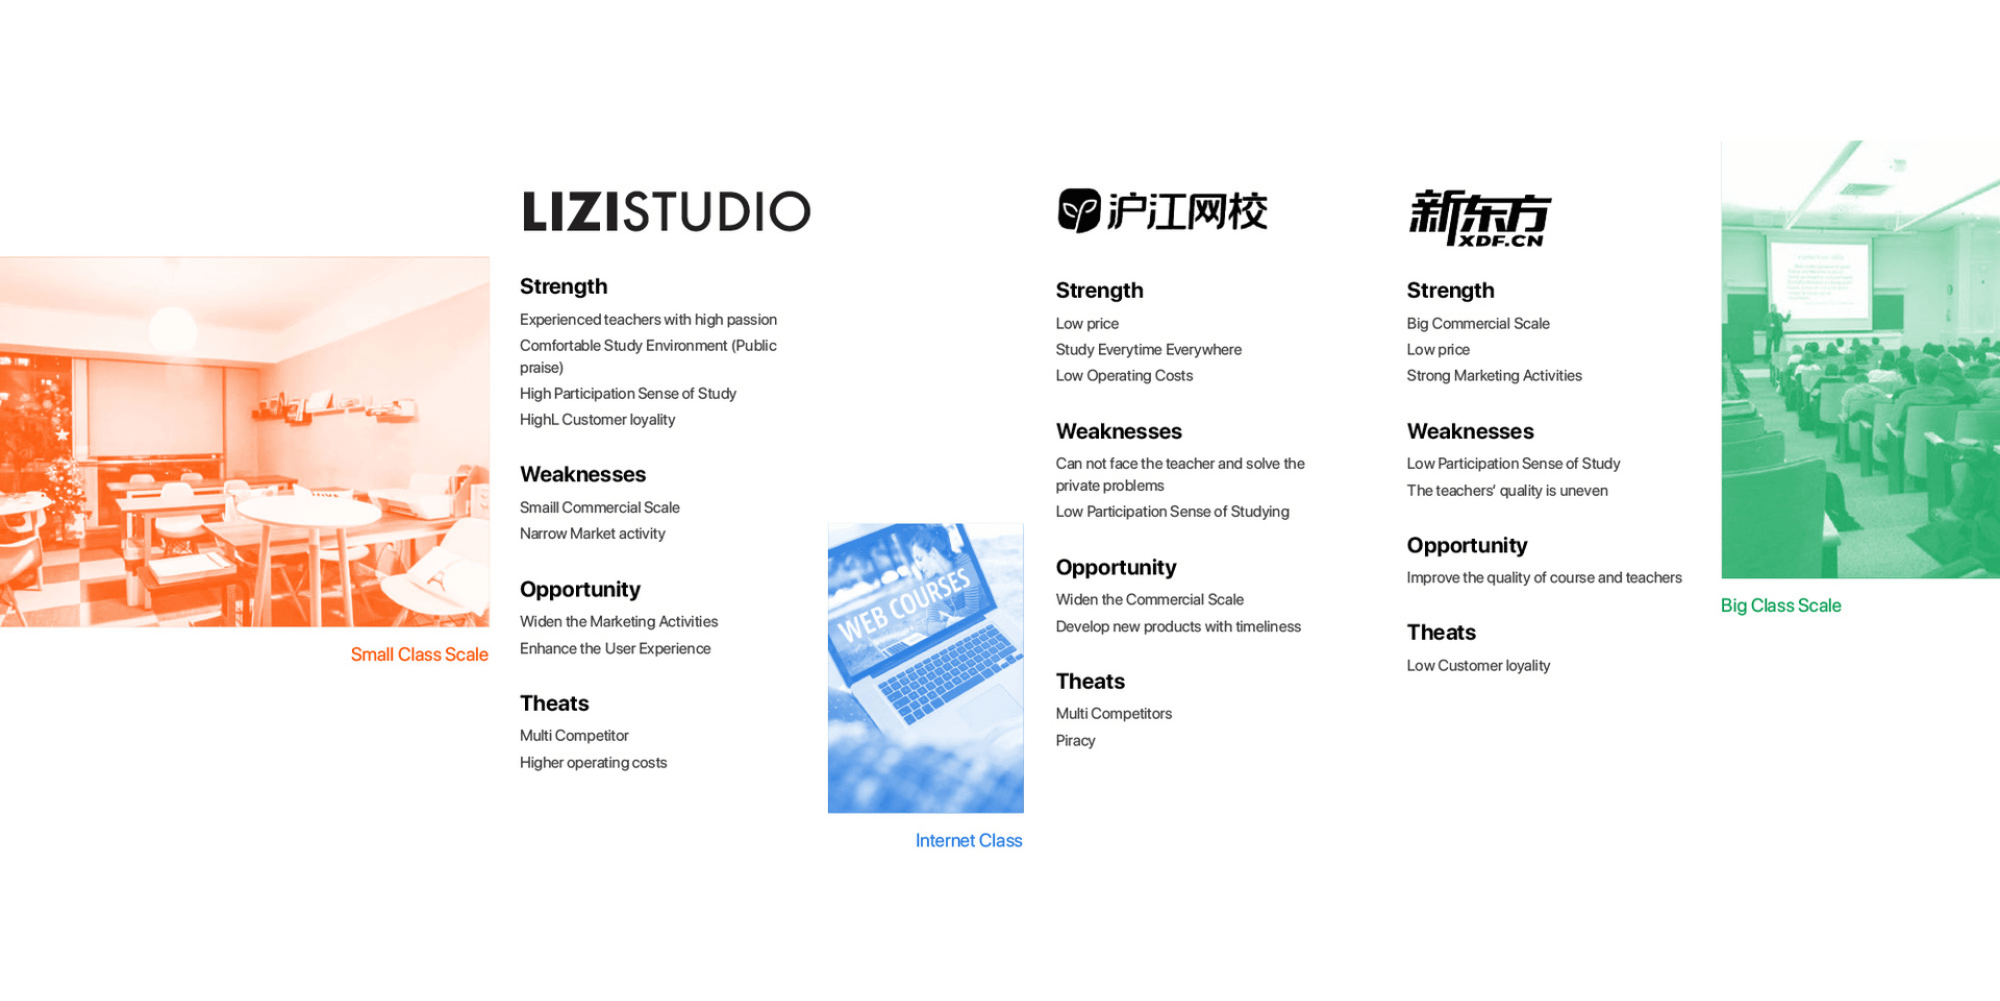 LIZISTUDIO
Strength
Experienced teachers with high passion
Comfortable Study Environment (Public
praise)
High Participation Sense of Study
HighL Customer loyality
Weaknesses
Smaill Commercial Scale
Narrow Market activity
Opportunity
Widen the Marketing Activities
Enhance the User Experience
Theats
Multi Competitor
Higher operating costs
Small Class Scale
WEB COURSES
Internet Class
沪江网校
Strength
Low price
Study Everytime Everywhere
Low Operating Costs
Weaknesses
Can not face the teacher and solve the
private problems
Low Participation Sense of Studying
Opportunity
Widen the Commercial Scale
Develop new products with timeliness
Theats
Multi Competitors
Piracy
新东方
XDF.CN
Strength
Big Commercial Scale
Low price
Strong Marketing Activities
Weaknesses
Low Participation Sense of Study
The teachers' quality is uneven
Opportunity
Improve the quality of course and teachers
Theats
Low Customer loyality
Big Class Scale